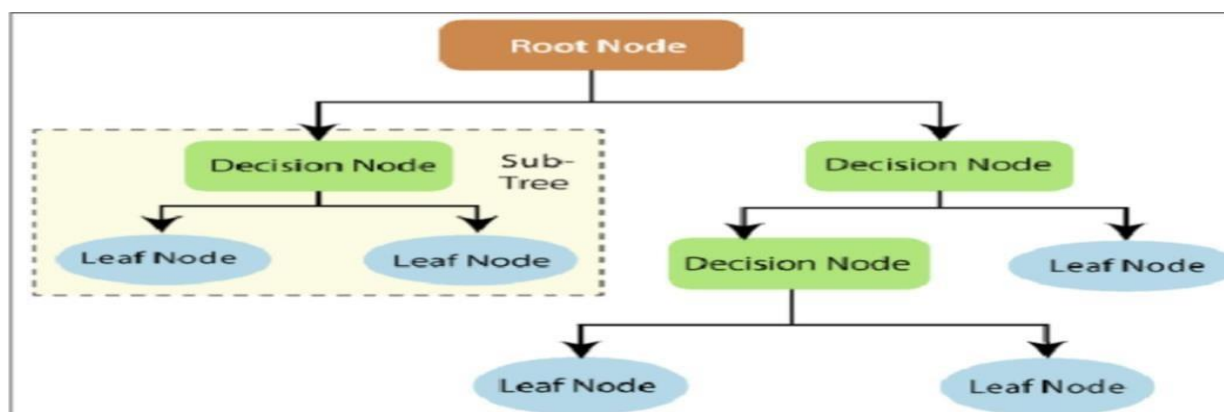 Root Node
Decision Node
Sub-
Tree
Decision Node
Leaf Node
Leaf Node
Decision Node
Leaf Node
Leaf Node
Leaf Node